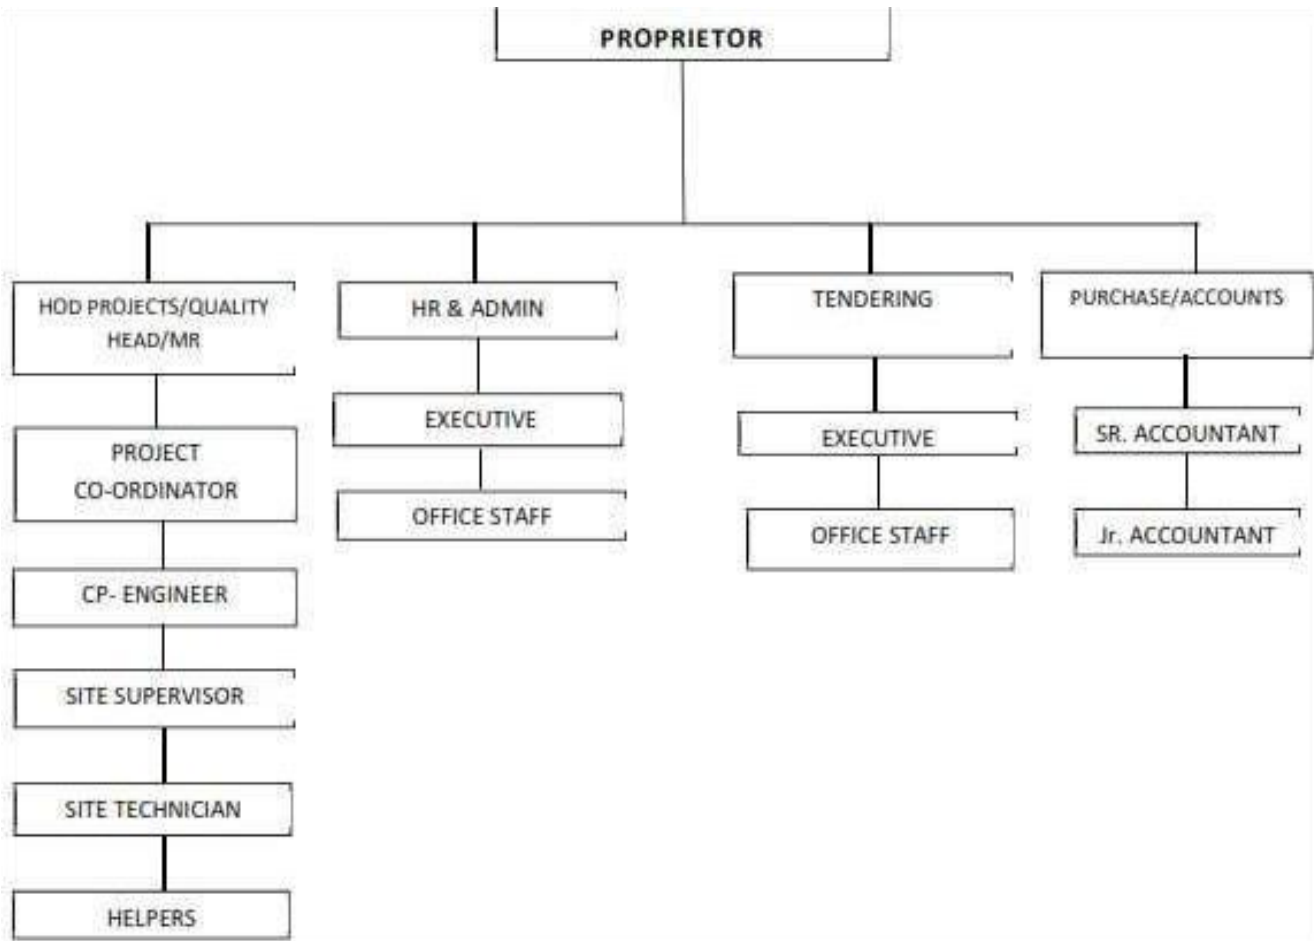 PROPRIETOR
HOD PROJECTS/QUALITY
HEAD/MR
HR & ADMIN
TENDERING
PURCHASE/ACCOUNTS
PROJECT
CO-ORDINATOR
EXECUTIVE
EXECUTIVE
SR. ACCOUNTANT
OFFICE STAFF
OFFICE STAFF
Jr. ACCOUNTANT
CP- ENGINEER
SITE SUPERVISOR
SITE TECHNICIAN
HELPERS